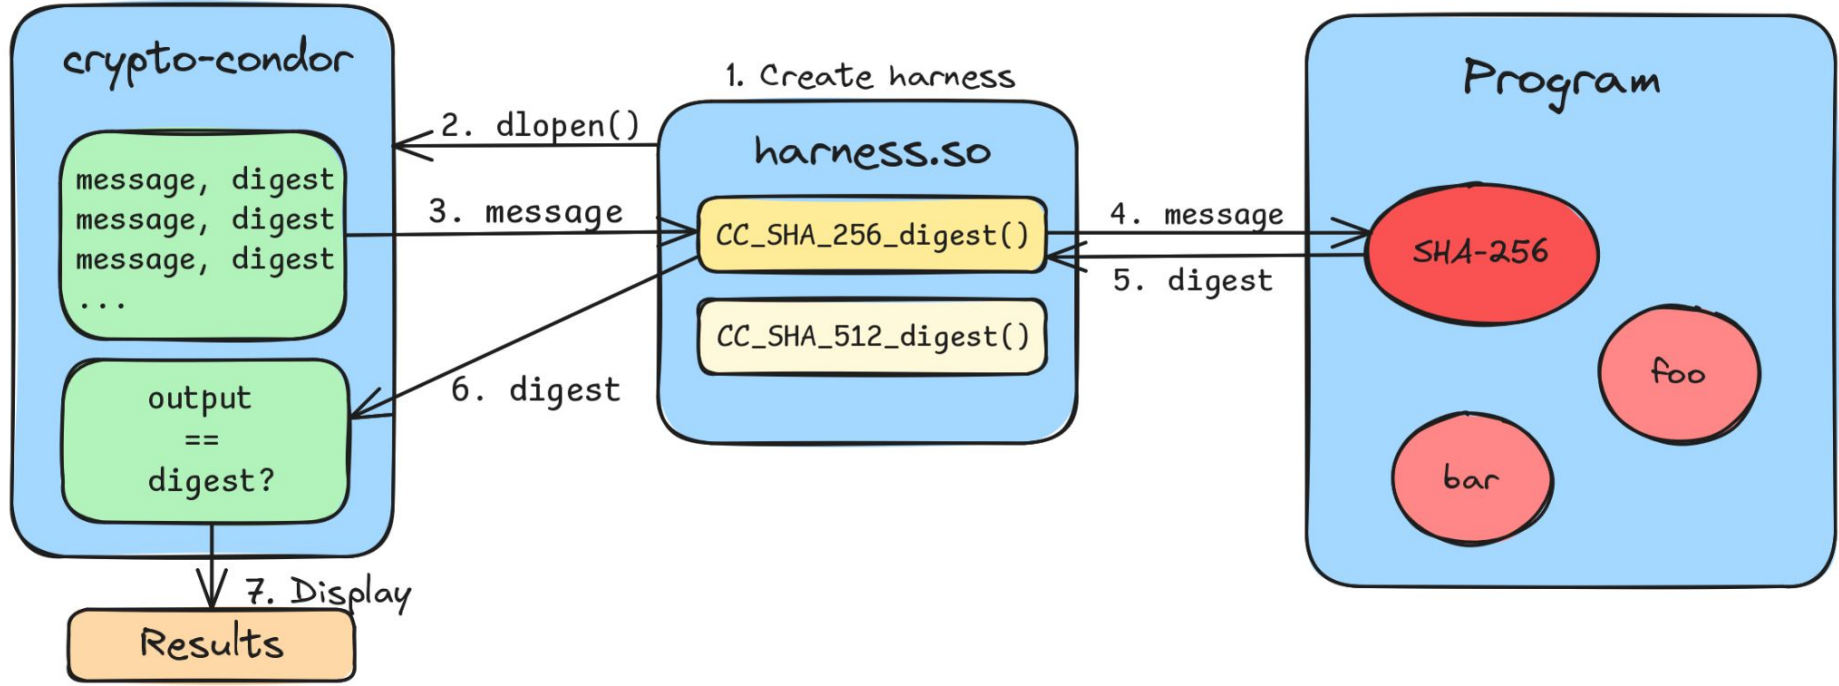 crypto-condor
message, digest
message, digest
message, digest
...
output
==
digest?
7. Display
Results
2. dlopen()
3. message
6. digest
1. Create harness
harness.so
CC_SHA_256_digest()
CC_SHA_512_digest()
4. message
5. digest
Program
SHA-256
foo
bar